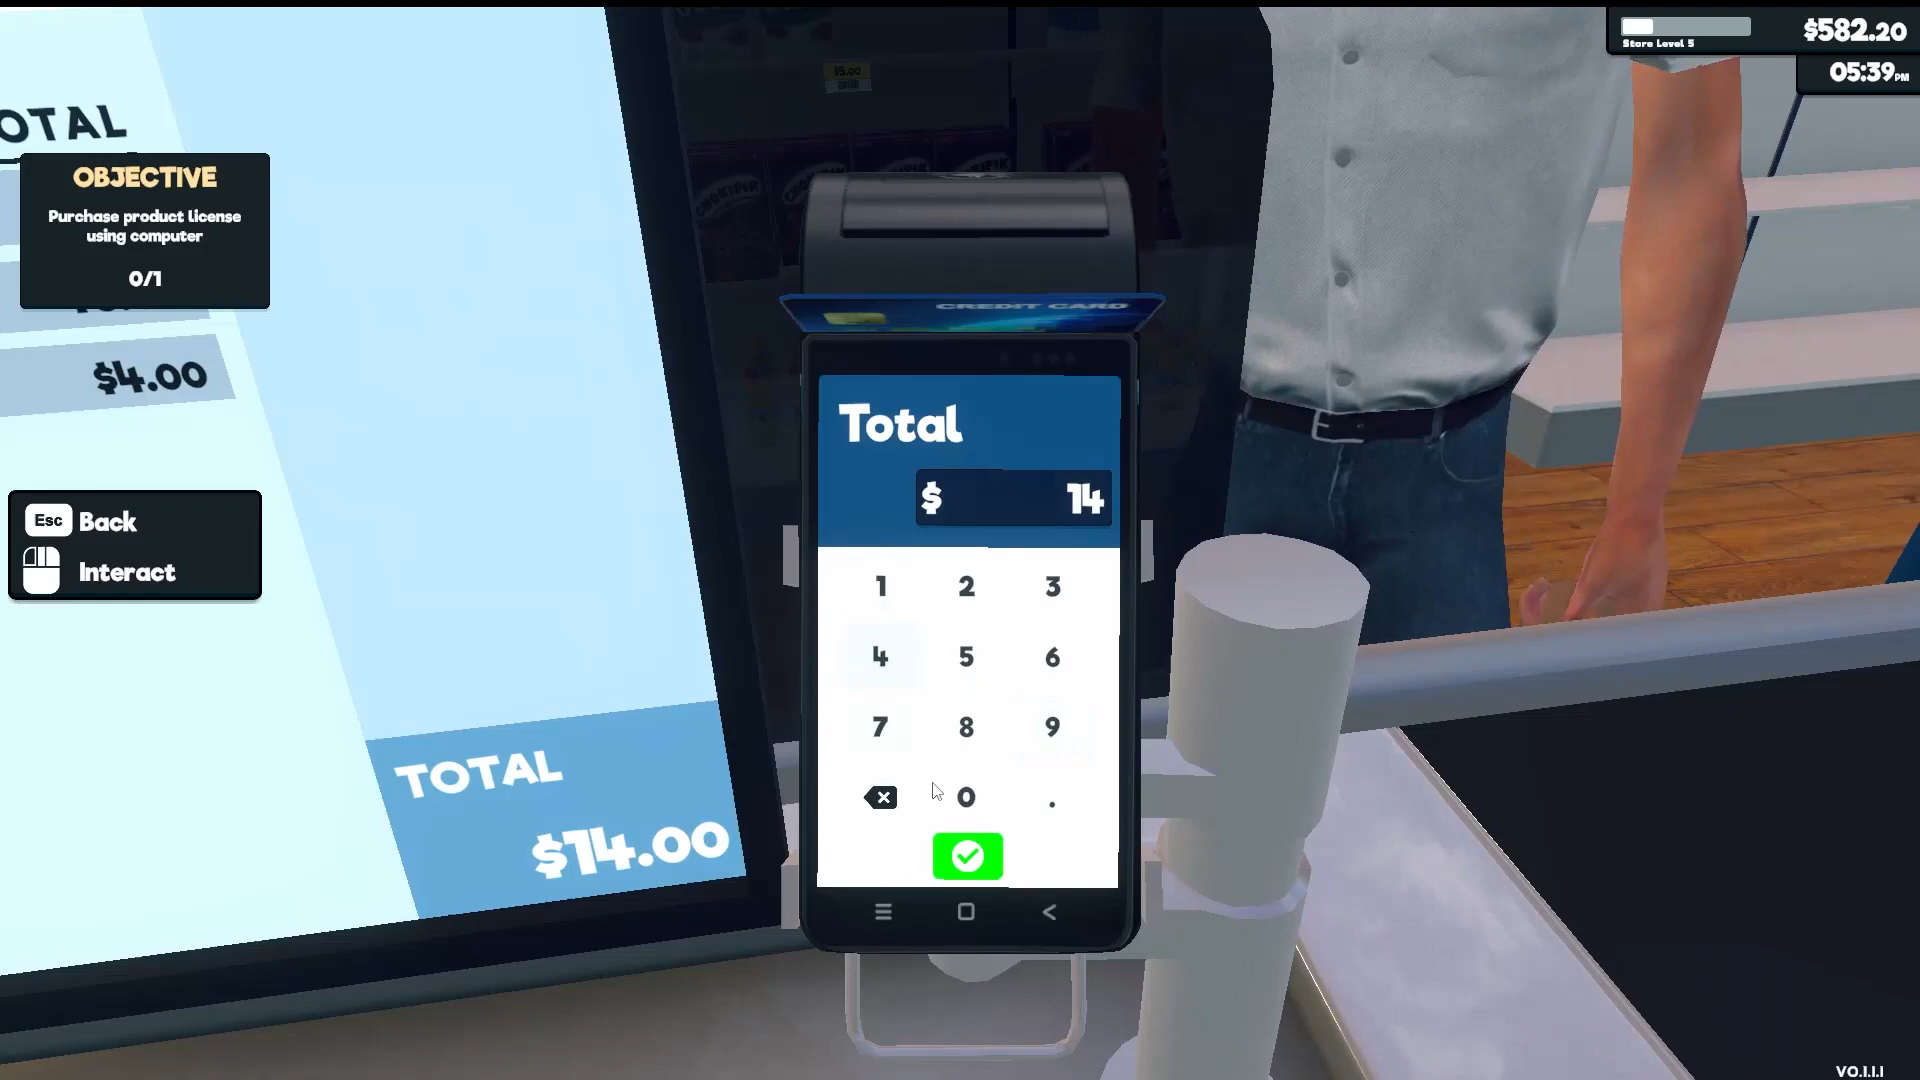 $582.20
Store Level 5
05:39PM
$5.00
OTAL
OBJECTIVE
Purchase product license
using computer
0/1
$4.00
CREDIT CARD
Total
$ 14
Esc Back
Interact
1 2 3
4 5 6
7 8 9
0 .
TOTAL
$14.00
V0.1.1.1